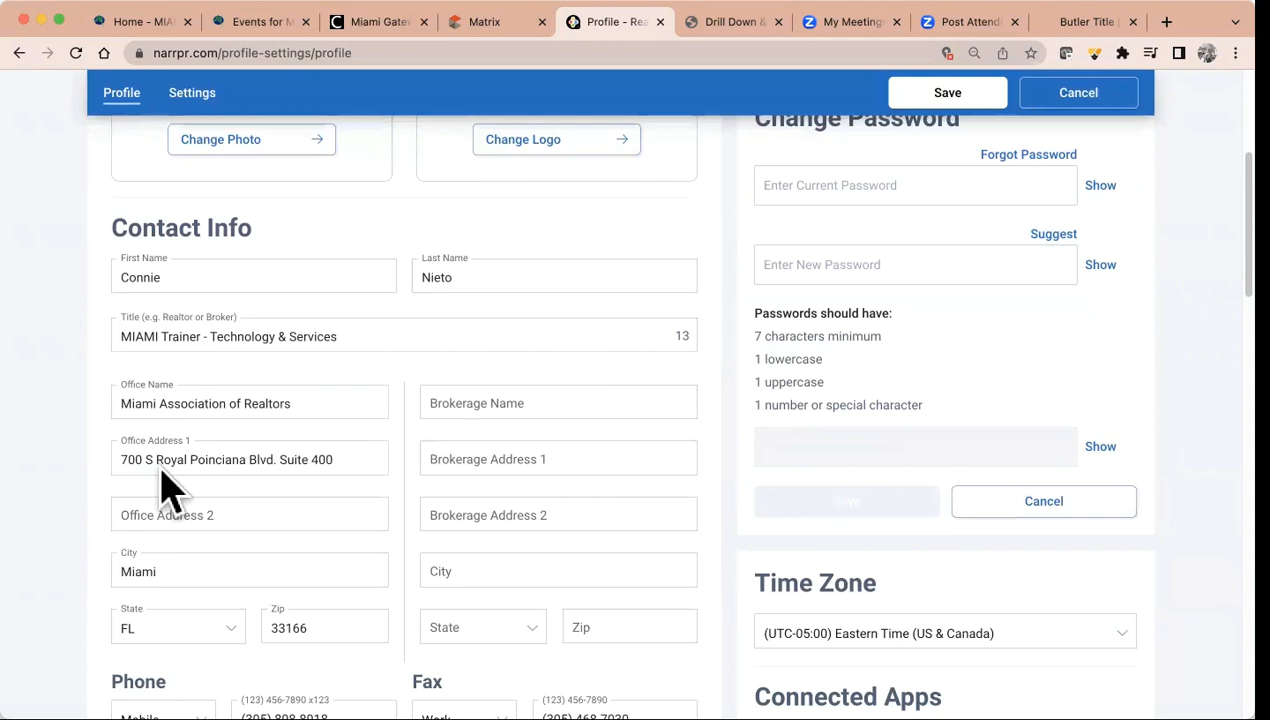 Home - MIA
Events for M
Miami Gate
Matrix
Profile - Rea
Drill Down &
My Meeting
Post Attend
Butler Title
narrpr.com/profile-settings/profile
Profile
Settings
Save
Cancel
Change Photo
Change Logo
Contact Info
First Name
Connie
Last Name
Nieto
Title (e.g. Realtor or Broker)
MIAMI Trainer - Technology & Services
13
Office Name
Miami Association of Realtors
Brokerage Name
Office Address 1
700 S Royal Poinciana Blvd. Suite 400
Brokerage Address 1
Office Address 2
Brokerage Address 2
City
Miami
City
State
FL
Zip
33166
State
Zip
Phone
Fax
(123) 456-7890 x123
Mobile
(305) 898-8918
(123) 456-7890
Work
(305) 468-7030
Change Password
Forgot Password
Enter Current Password
Show
Suggest
Enter New Password
Show
Passwords should have:
7 characters minimum
1 lowercase
1 uppercase
1 number or special character
Show
Save
Cancel
Time Zone
(UTC-05:00) Eastern Time (US & Canada)
Connected Apps